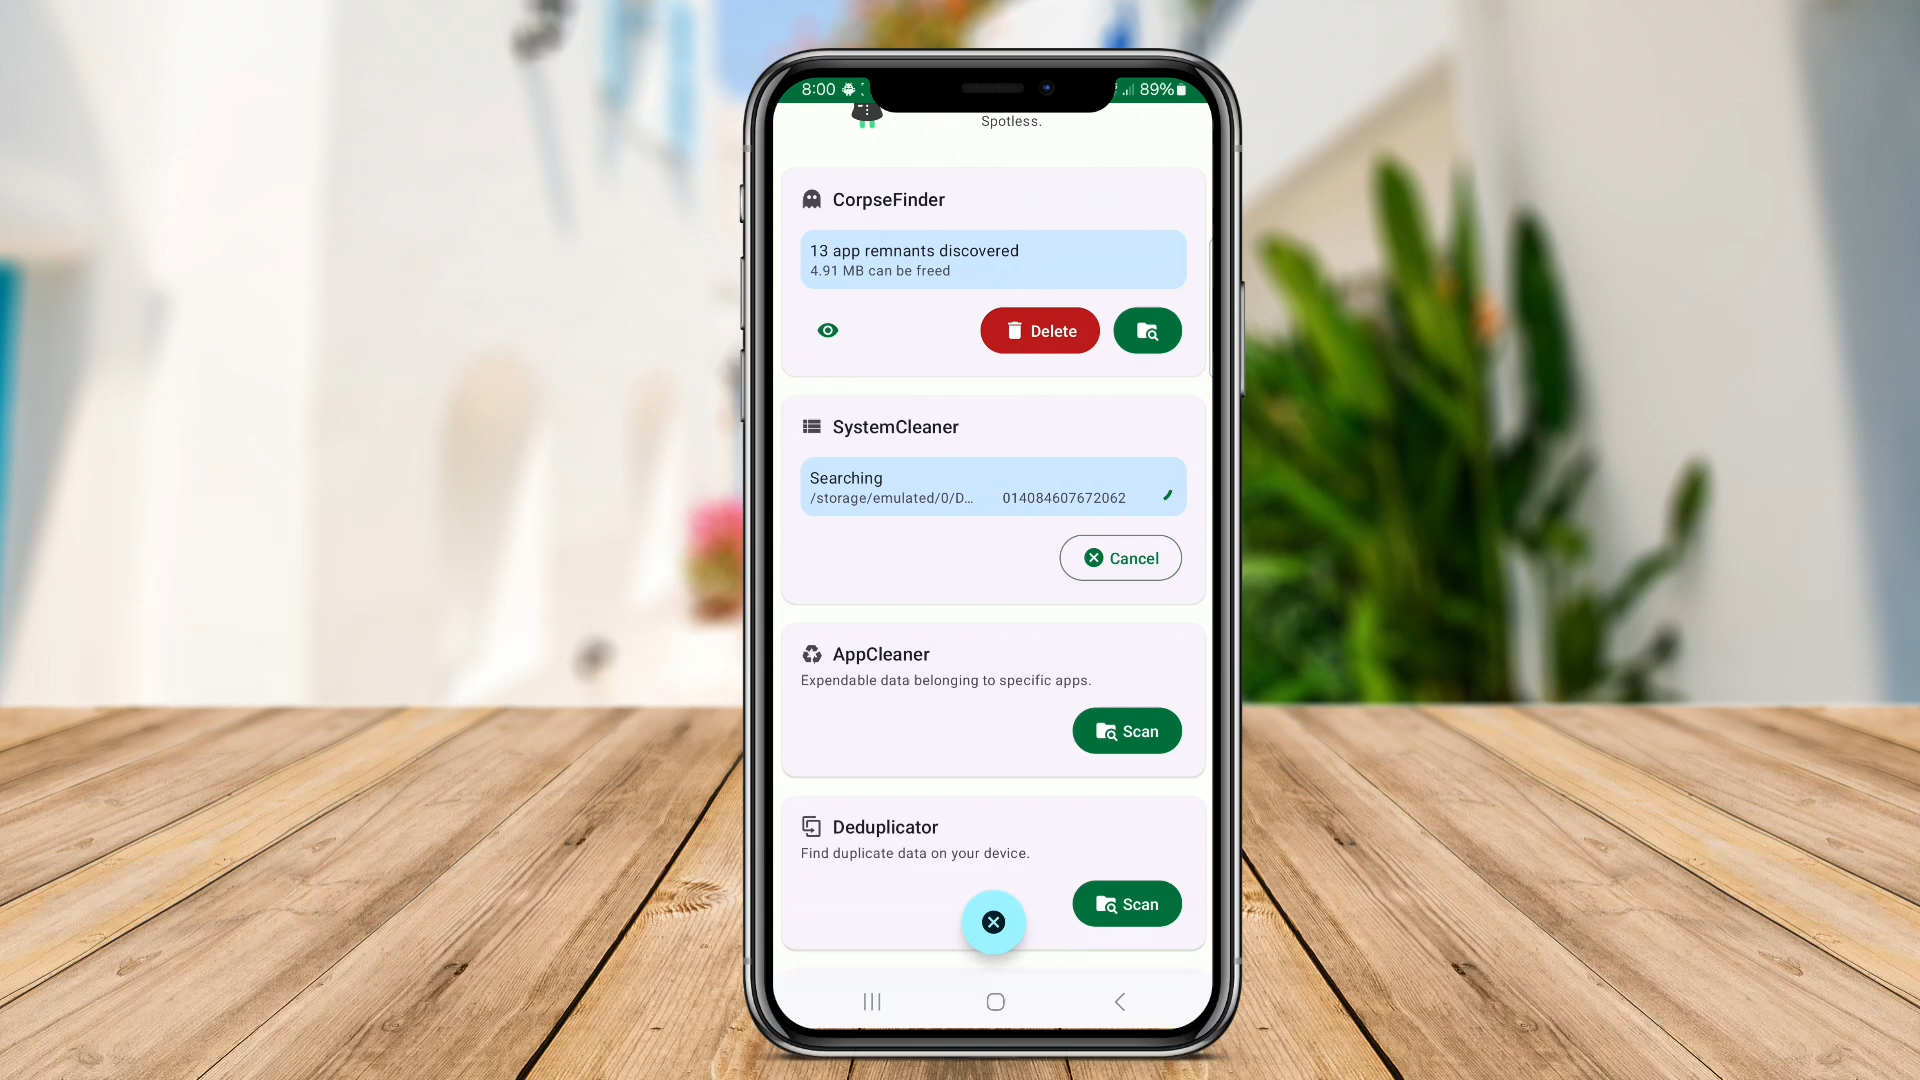 8:00
89%
Spotless.
CorpseFinder
13 app remnants discovered
4.91 MB can be freed
Delete
SystemCleaner
Searching
/storage/emulated/0/D… 014084607672062
Cancel
AppCleaner
Expendable data belonging to specific apps.
Scan
Deduplicator
Find duplicate data on your device.
Scan